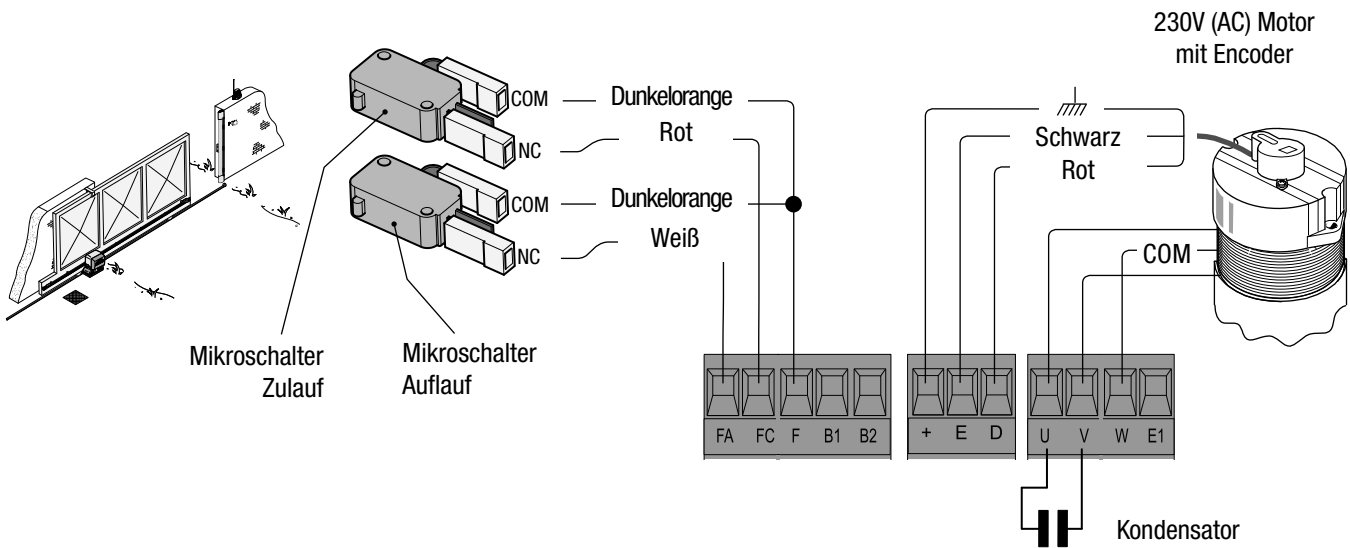 230V (AC) Motor
mit Encoder
COM
Dunkelorange
Rot
NC
COM
Dunkelorange
Weiß
NC
Mikroschalter
Zulauf
Mikroschalter
Auflauf
Schwarz
Rot
COM
FA FC F B1 B2
+ E D
U V W E1
Kondensator